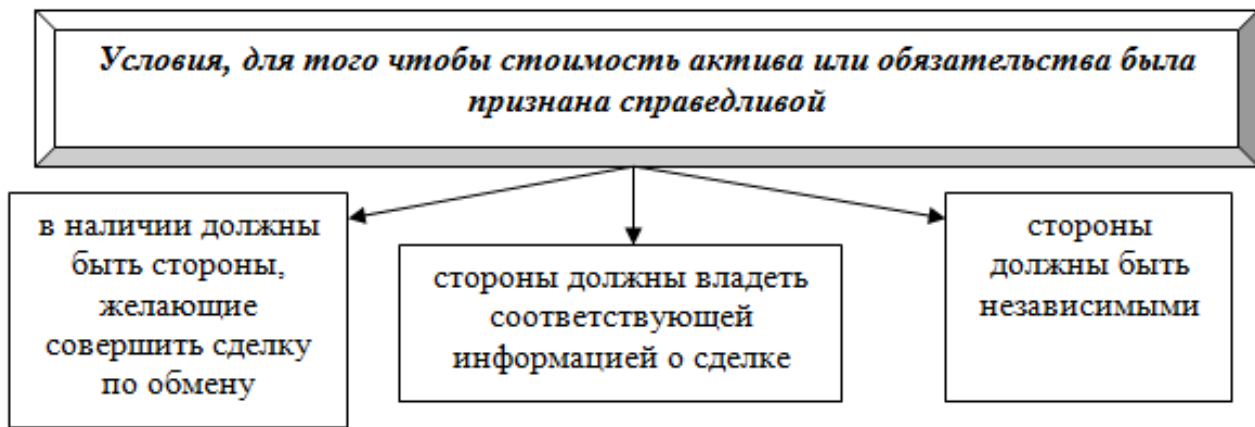 Условия, для того чтобы стоимость актива или обязательства была
признана справедливой
в наличии должны
быть стороны,
желающие
совершить сделку
по обмену
стороны должны владеть
соответствующей
информацией о сделке
стороны
должны быть
независимыми